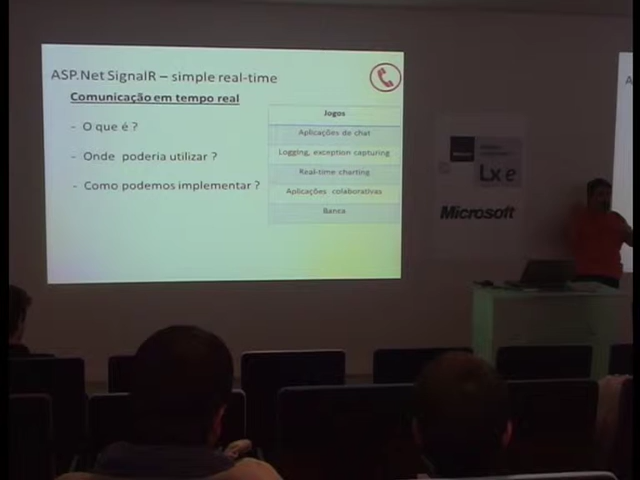 ASP.Net SignalR – simple real-time
Comunicação em tempo real
- O que é ?
- Onde poderia utilizar ?
- Como podemos implementar ?
Jogos
Aplicações de chat
Logging, exception capturing
Real-time charting
Aplicações colaborativas
Banca
Lx e
Microsoft